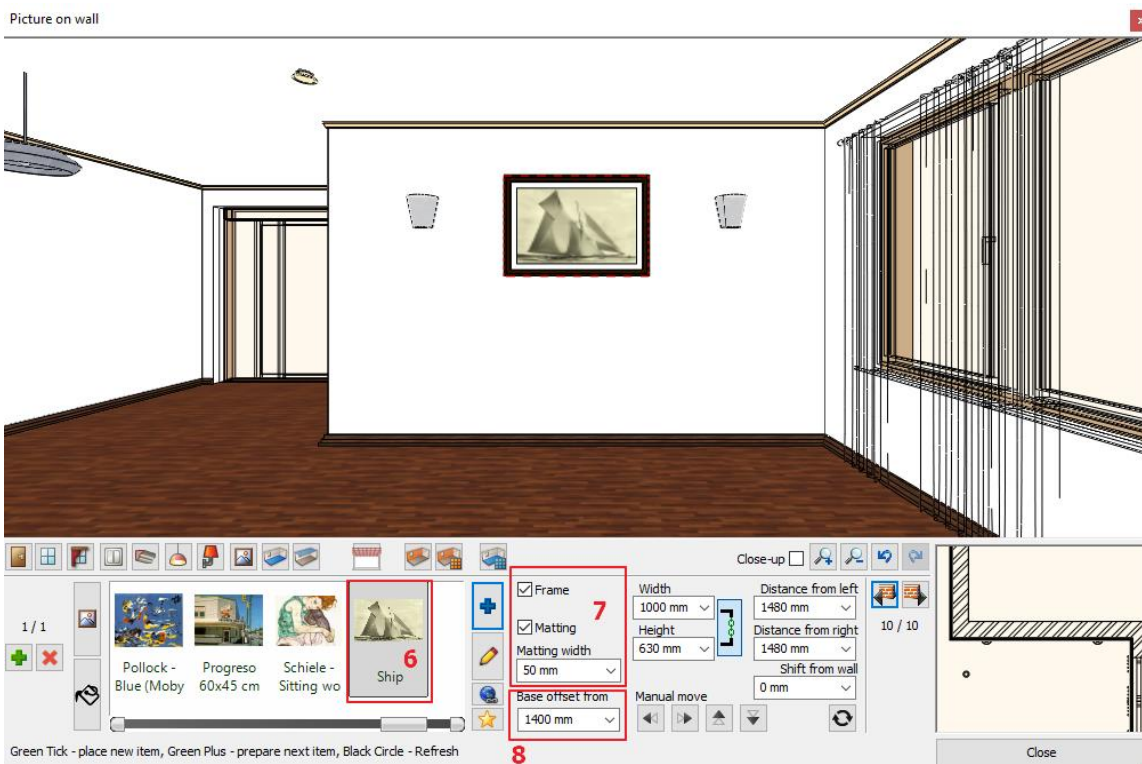 Picture on wall
x
Close-up
1 / 1
Pollock -
Blue (Moby
Progreso
60x45 cm
Schiele -
Sitting wo
Ship
6
Frame
7
Matting
Matting width
50 mm
Base offset from
1400 mm
8
Width
1000 mm
Height
630 mm
Manual move
Distance from left
1480 mm
Distance from right
1480 mm
Shift from wall
0 mm
10 / 10
Green Tick - place new item, Green Plus - prepare next item, Black Circle - Refresh
Close